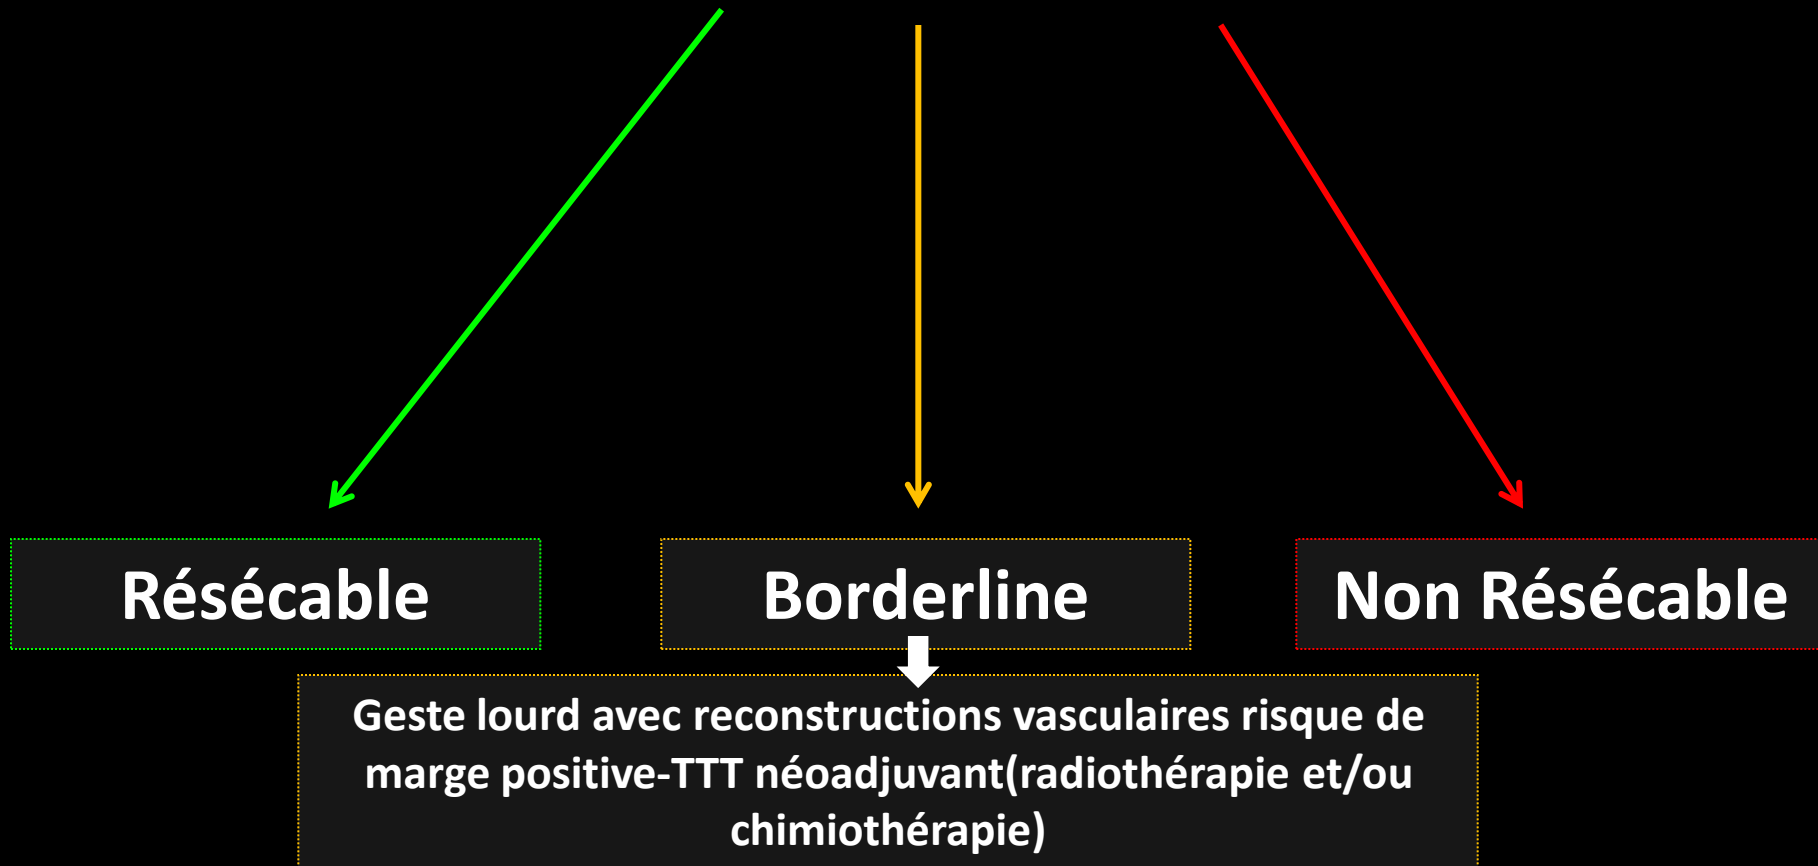 Résécable
Borderline
Non Résécable
Geste lourd avec reconstructions vasculaires risque de
marge positive-TTT néoadjuvant(radiothérapie et/ou
chimiothérapie)